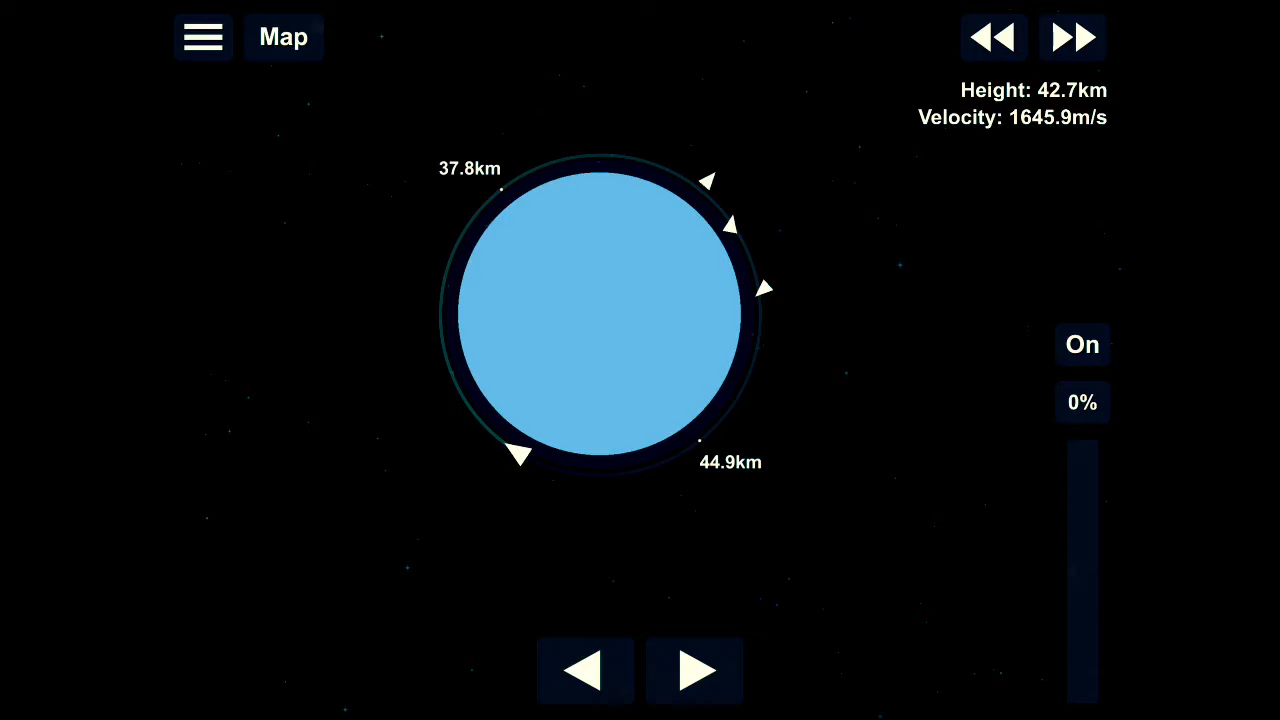 Map
Height: 42.7km
Velocity: 1645.9m/s
37.8km
On
0%
44.9km